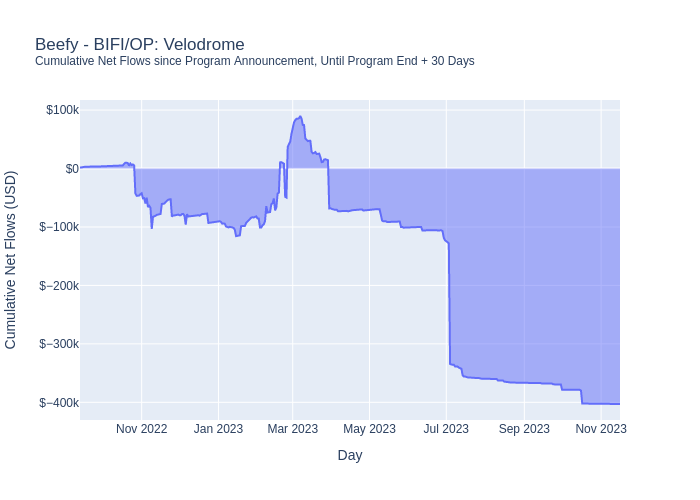 Beefy - BIFI/OP: Velodrome
Cumulative Net Flows since Program Announcement, Until Program End + 30 Days
Cumulative Net Flows (USD)
$100k
$0
$−100k
$−200k
$−300k
$−400k
Nov 2022 Jan 2023 Mar 2023 May 2023 Jul 2023 Sep 2023 Nov 2023
Day